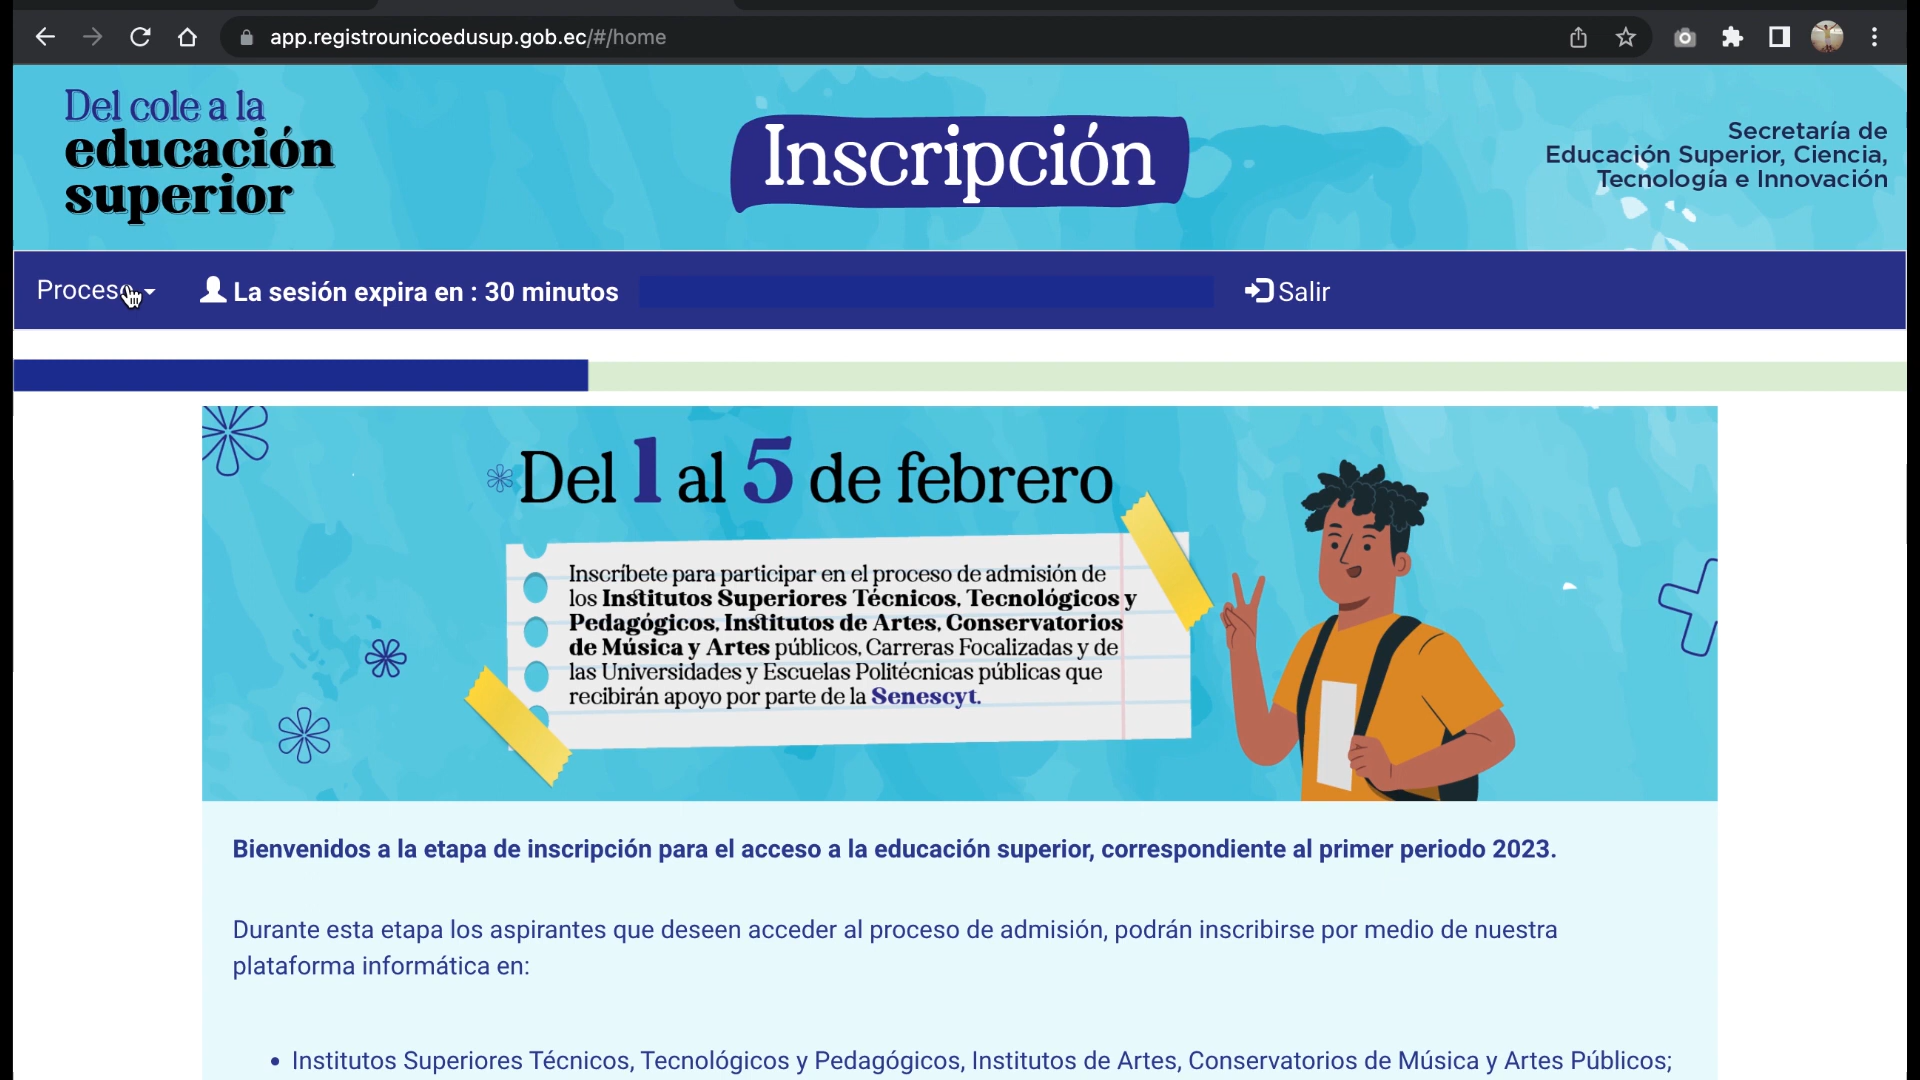 app.registrounicoedusup.gob.ec/#/home
Del cole a la
educación
superior
Inscripción
Secretaría de
Educación Superior, Ciencia,
Tecnología e Innovación
Proceso
La sesión expira en : 30 minutos
Salir
Del 1 al 5 de febrero
Inscríbete para participar en el proceso de admisión de
los Institutos Superiores Técnicos, Tecnológicos y
Pedagógicos, Institutos de Artes, Conservatorios
de Música y Artes públicos, Carreras Focalizadas y de
las Universidades y Escuelas Politécnicas públicas que
recibirán apoyo por parte de la Senescyt.
Bienvenidos a la etapa de inscripción para el acceso a la educación superior, correspondiente al primer periodo 2023.
Durante esta etapa los aspirantes que deseen acceder al proceso de admisión, podrán inscribirse por medio de nuestra
plataforma informática en:
• Institutos Superiores Técnicos, Tecnológicos y Pedagógicos, Institutos de Artes, Conservatorios de Música y Artes Públicos;